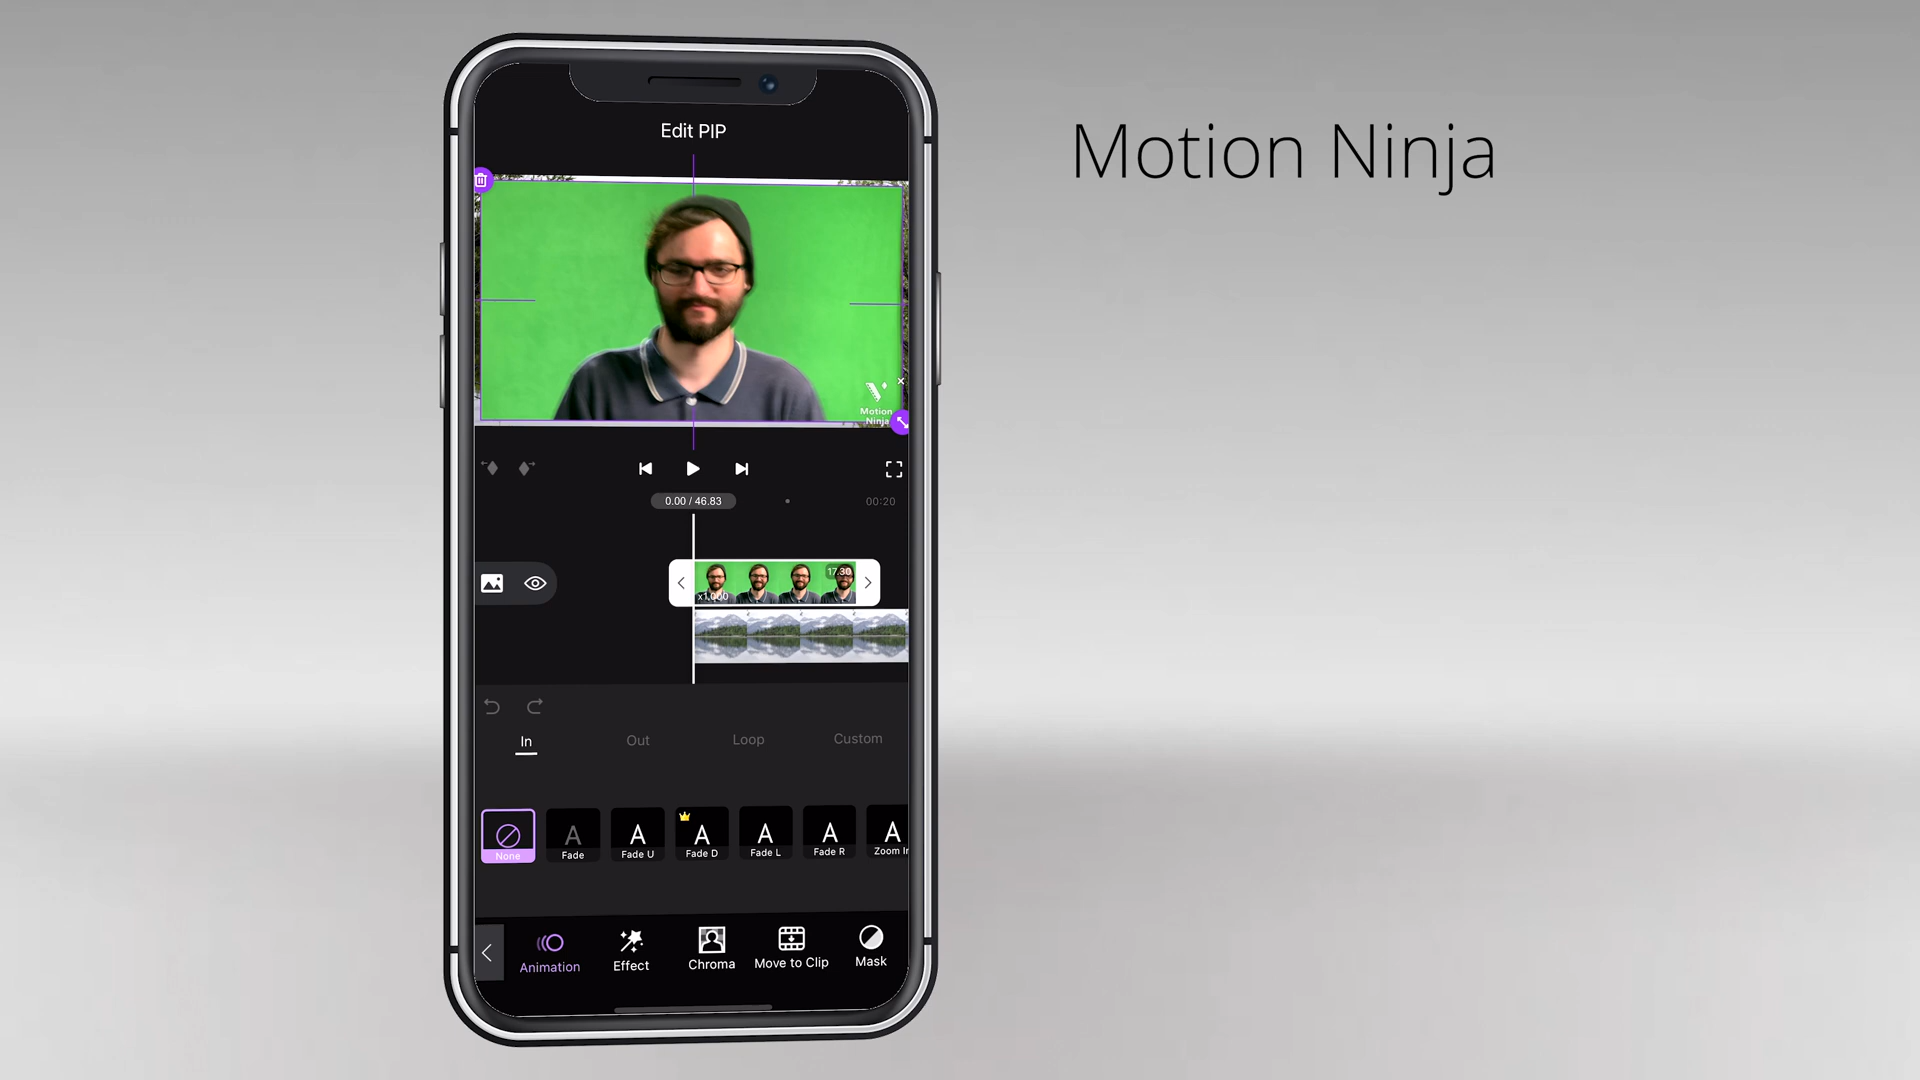 Motion Ninja
Edit PIP
Motion
Ninja
0.00 / 46.83
00:20
17.30
x1,000
In
Out
Loop
Custom
None
Fade
Fade U
Fade D
Fade L
Fade R
Zoom In
Animation
Effect
Chroma
Move to Clip
Mask